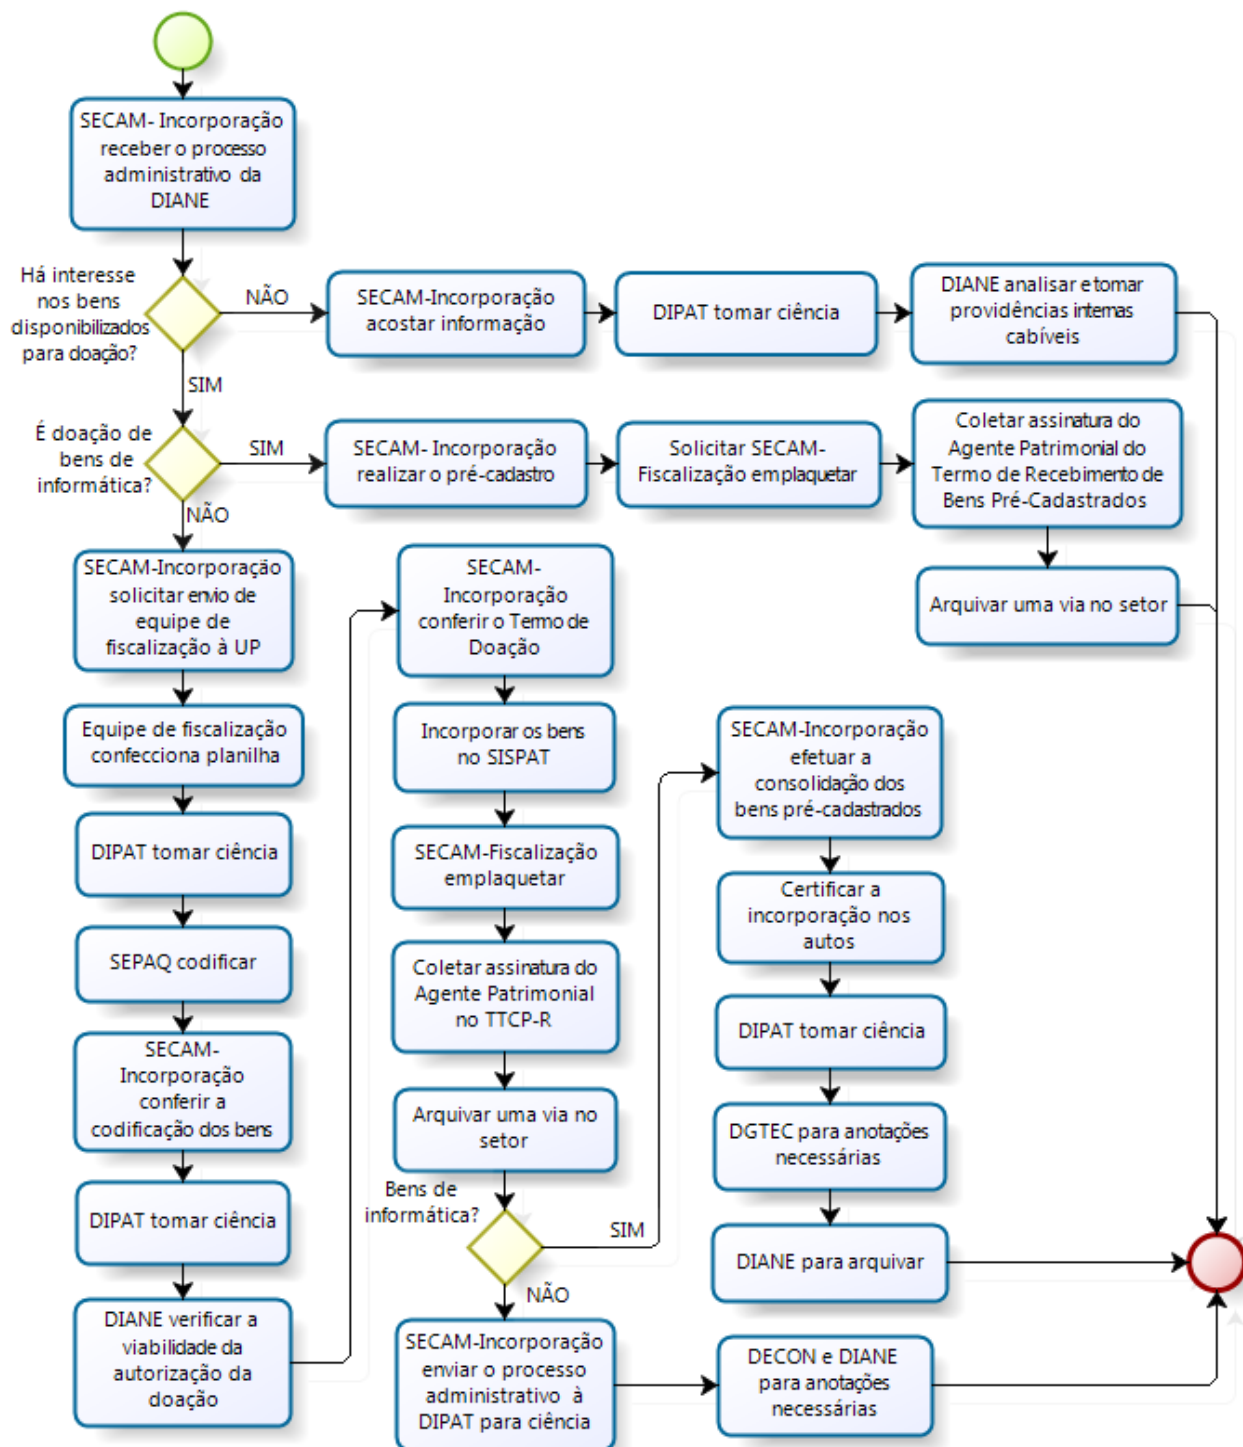 SECAM- Incorporação
receber o processo
administrativo da
DIANE
Há interesse
nos bens
disponibilizados
para doação?
NÃO
SECAM-Incorporação
acostar informação
DIPAT tomar ciência
DIANE analisar e tomar
providências internas
cabíveis
SIM
É doação de
bens de
informática?
SIM
SECAM- Incorporação
realizar o pré-cadastro
Solicitar SECAM-
Fiscalização emplaquetar
Coletar assinatura do
Agente Patrimonial do
Termo de Recebimento de
Bens Pré-Cadastrados
Arquivar uma via no setor
NÃO
SECAM-Incorporação
solicitar envio de
equipe de
fiscalização à UP
Equipe de fiscalização
confecciona planilha
DIPAT tomar ciência
SEPAQ codificar
SECAM-
Incorporação
conferir a
codificação dos bens
DIPAT tomar ciência
DIANE verificar a
viabilidade da
autorização da
doação
SECAM-
Incorporação
conferir o Termo de
Doação
Incorporar os bens
no SISPAT
SECAM-Fiscalização
emplaquetar
Coletar assinatura do
Agente Patrimonial
no TTCP-R
Arquivar uma via no
setor
Bens de
informática?
SIM
NÃO
SECAM-Incorporação
enviar o processo
administrativo à
DIPAT para ciência
SECAM-Incorporação
efetuar a
consolidação dos
bens pré-cadastrados
Certificar a
incorporação nos
autos
DIPAT tomar ciência
DGTEC para anotações
necessárias
DIANE para arquivar
DECON e DIANE
para anotações
necessárias